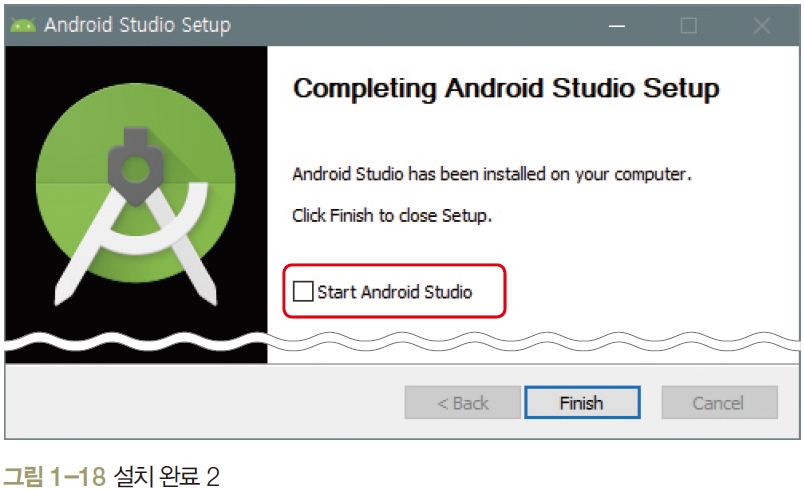 Android Studio Setup
Completing Android Studio Setup
Android Studio has been installed on your computer.
Click Finish to close Setup.
Start Android Studio
< Back
Finish
Cancel
그림 1-18 설치 완료 2